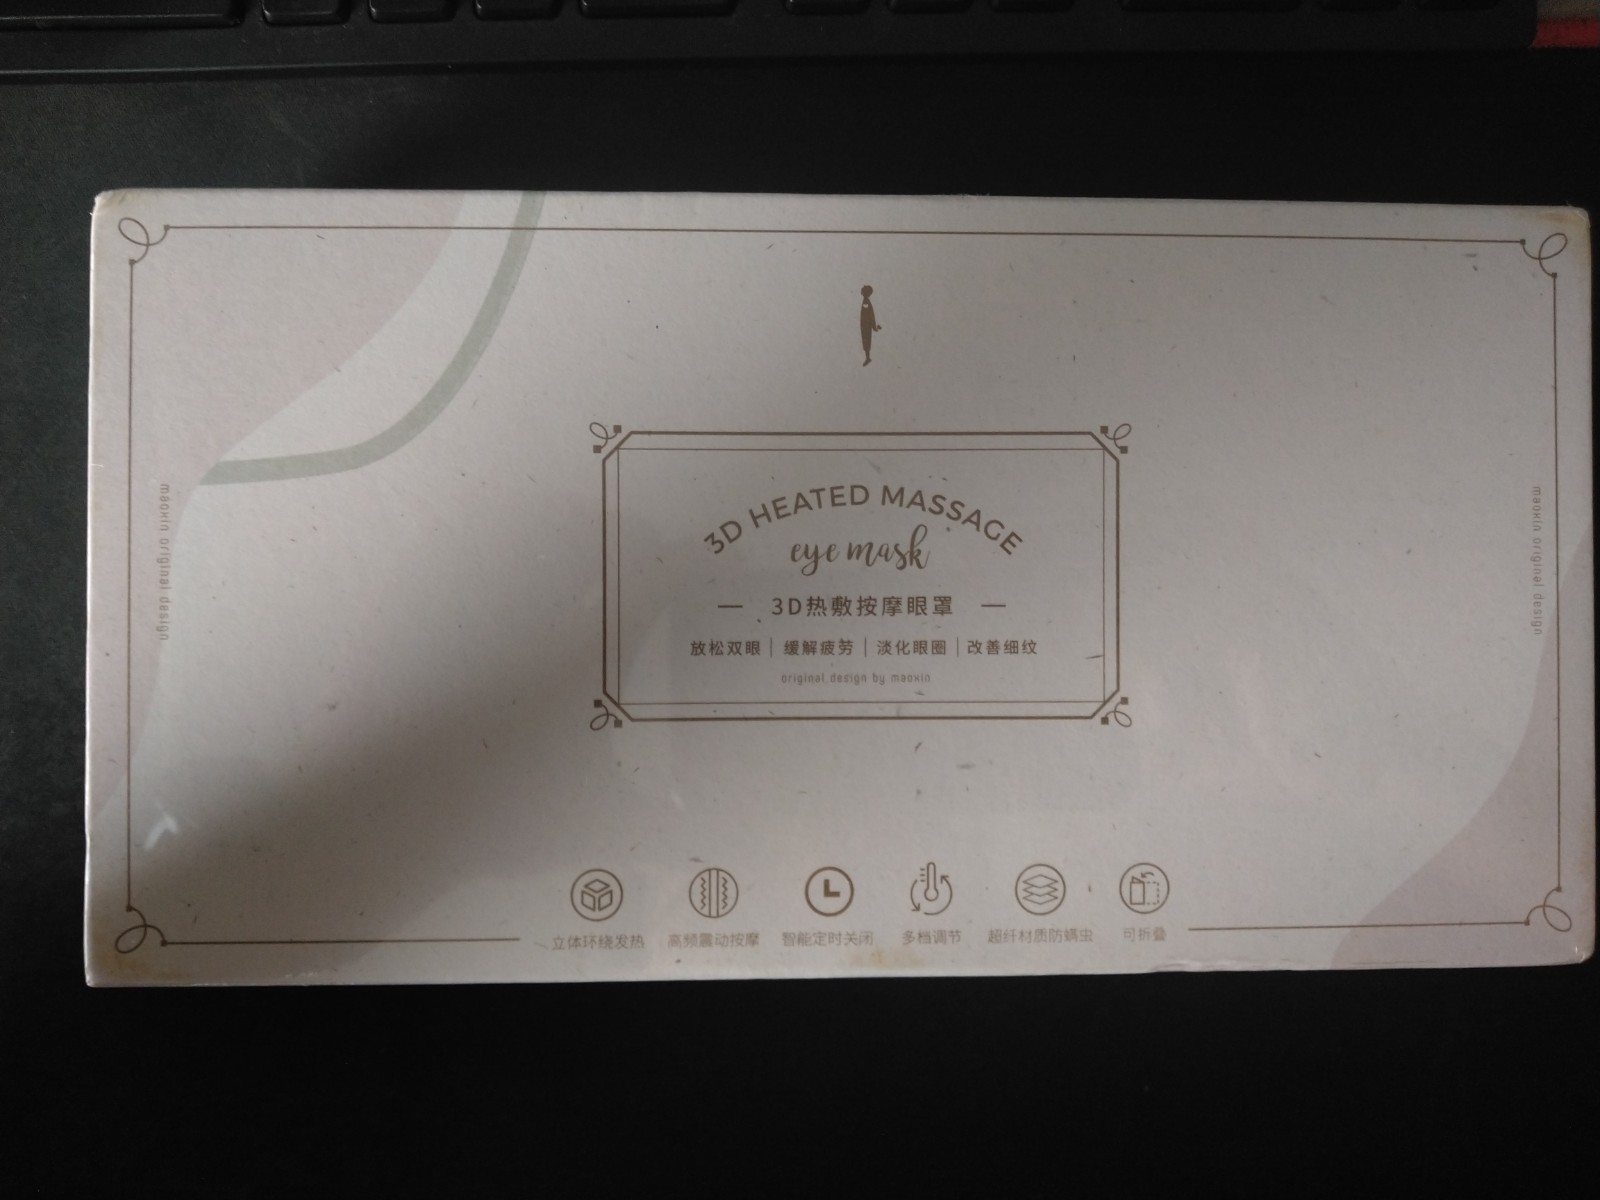 3D HEATED MASSAGE
eye mask
3D热敷按摩眼罩
放松双眼 | 缓解疲劳 | 淡化眼圈 | 改善细纹
original design by maoxin
maoxin original design
maoxin original design
立体环绕发热 高频震动按摩 智能定时关闭 多档调节 超纤材质防螨虫 可折叠